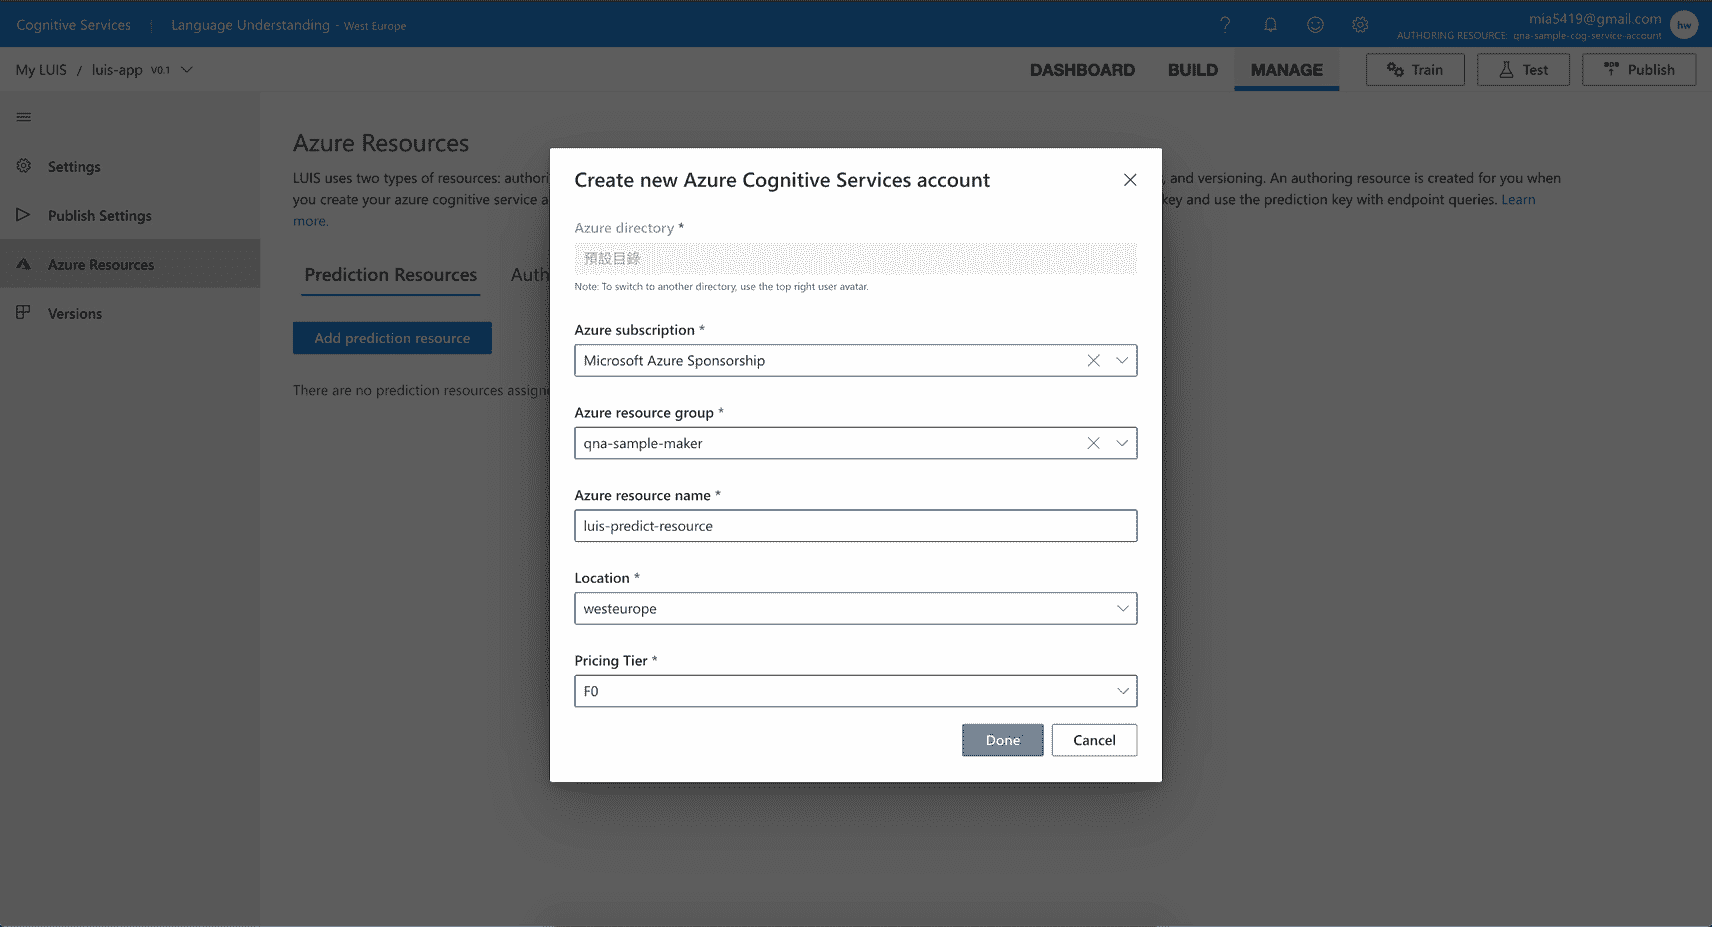 Cognitive Services | Language Understanding - West Europe
?
mia5419@gmail.com
AUTHORING RESOURCE: qna-sample-cog-service-account
hw
My LUIS / luis-app V0.1
DASHBOARD BUILD MANAGE Train Test Publish
Settings
Publish Settings
Azure Resources
Versions
Azure Resources
LUIS uses two types of resources: authori
, and versioning. An authoring resource is created for you when
you create your azure cognitive service a
key and use the prediction key with endpoint queries. Learn
more.
Prediction Resources Auth
Add prediction resource
There are no prediction resources assigne
Create new Azure Cognitive Services account
Azure directory *
預設目錄
Note: To switch to another directory, use the top right user avatar.
Azure subscription *
Microsoft Azure Sponsorship
Azure resource group *
qna-sample-maker
Azure resource name *
luis-predict-resource
Location *
westeurope
Pricing Tier *
F0
Done Cancel